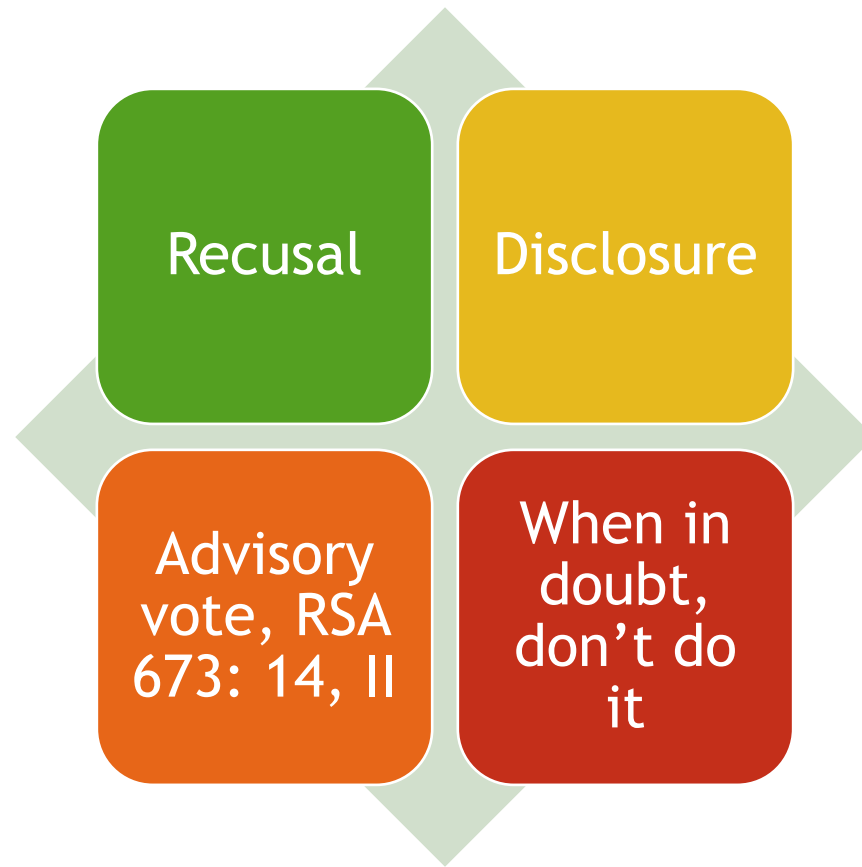 Recusal
Disclosure
Advisory
vote, RSA
673: 14, II
When in
doubt,
don’t do
it